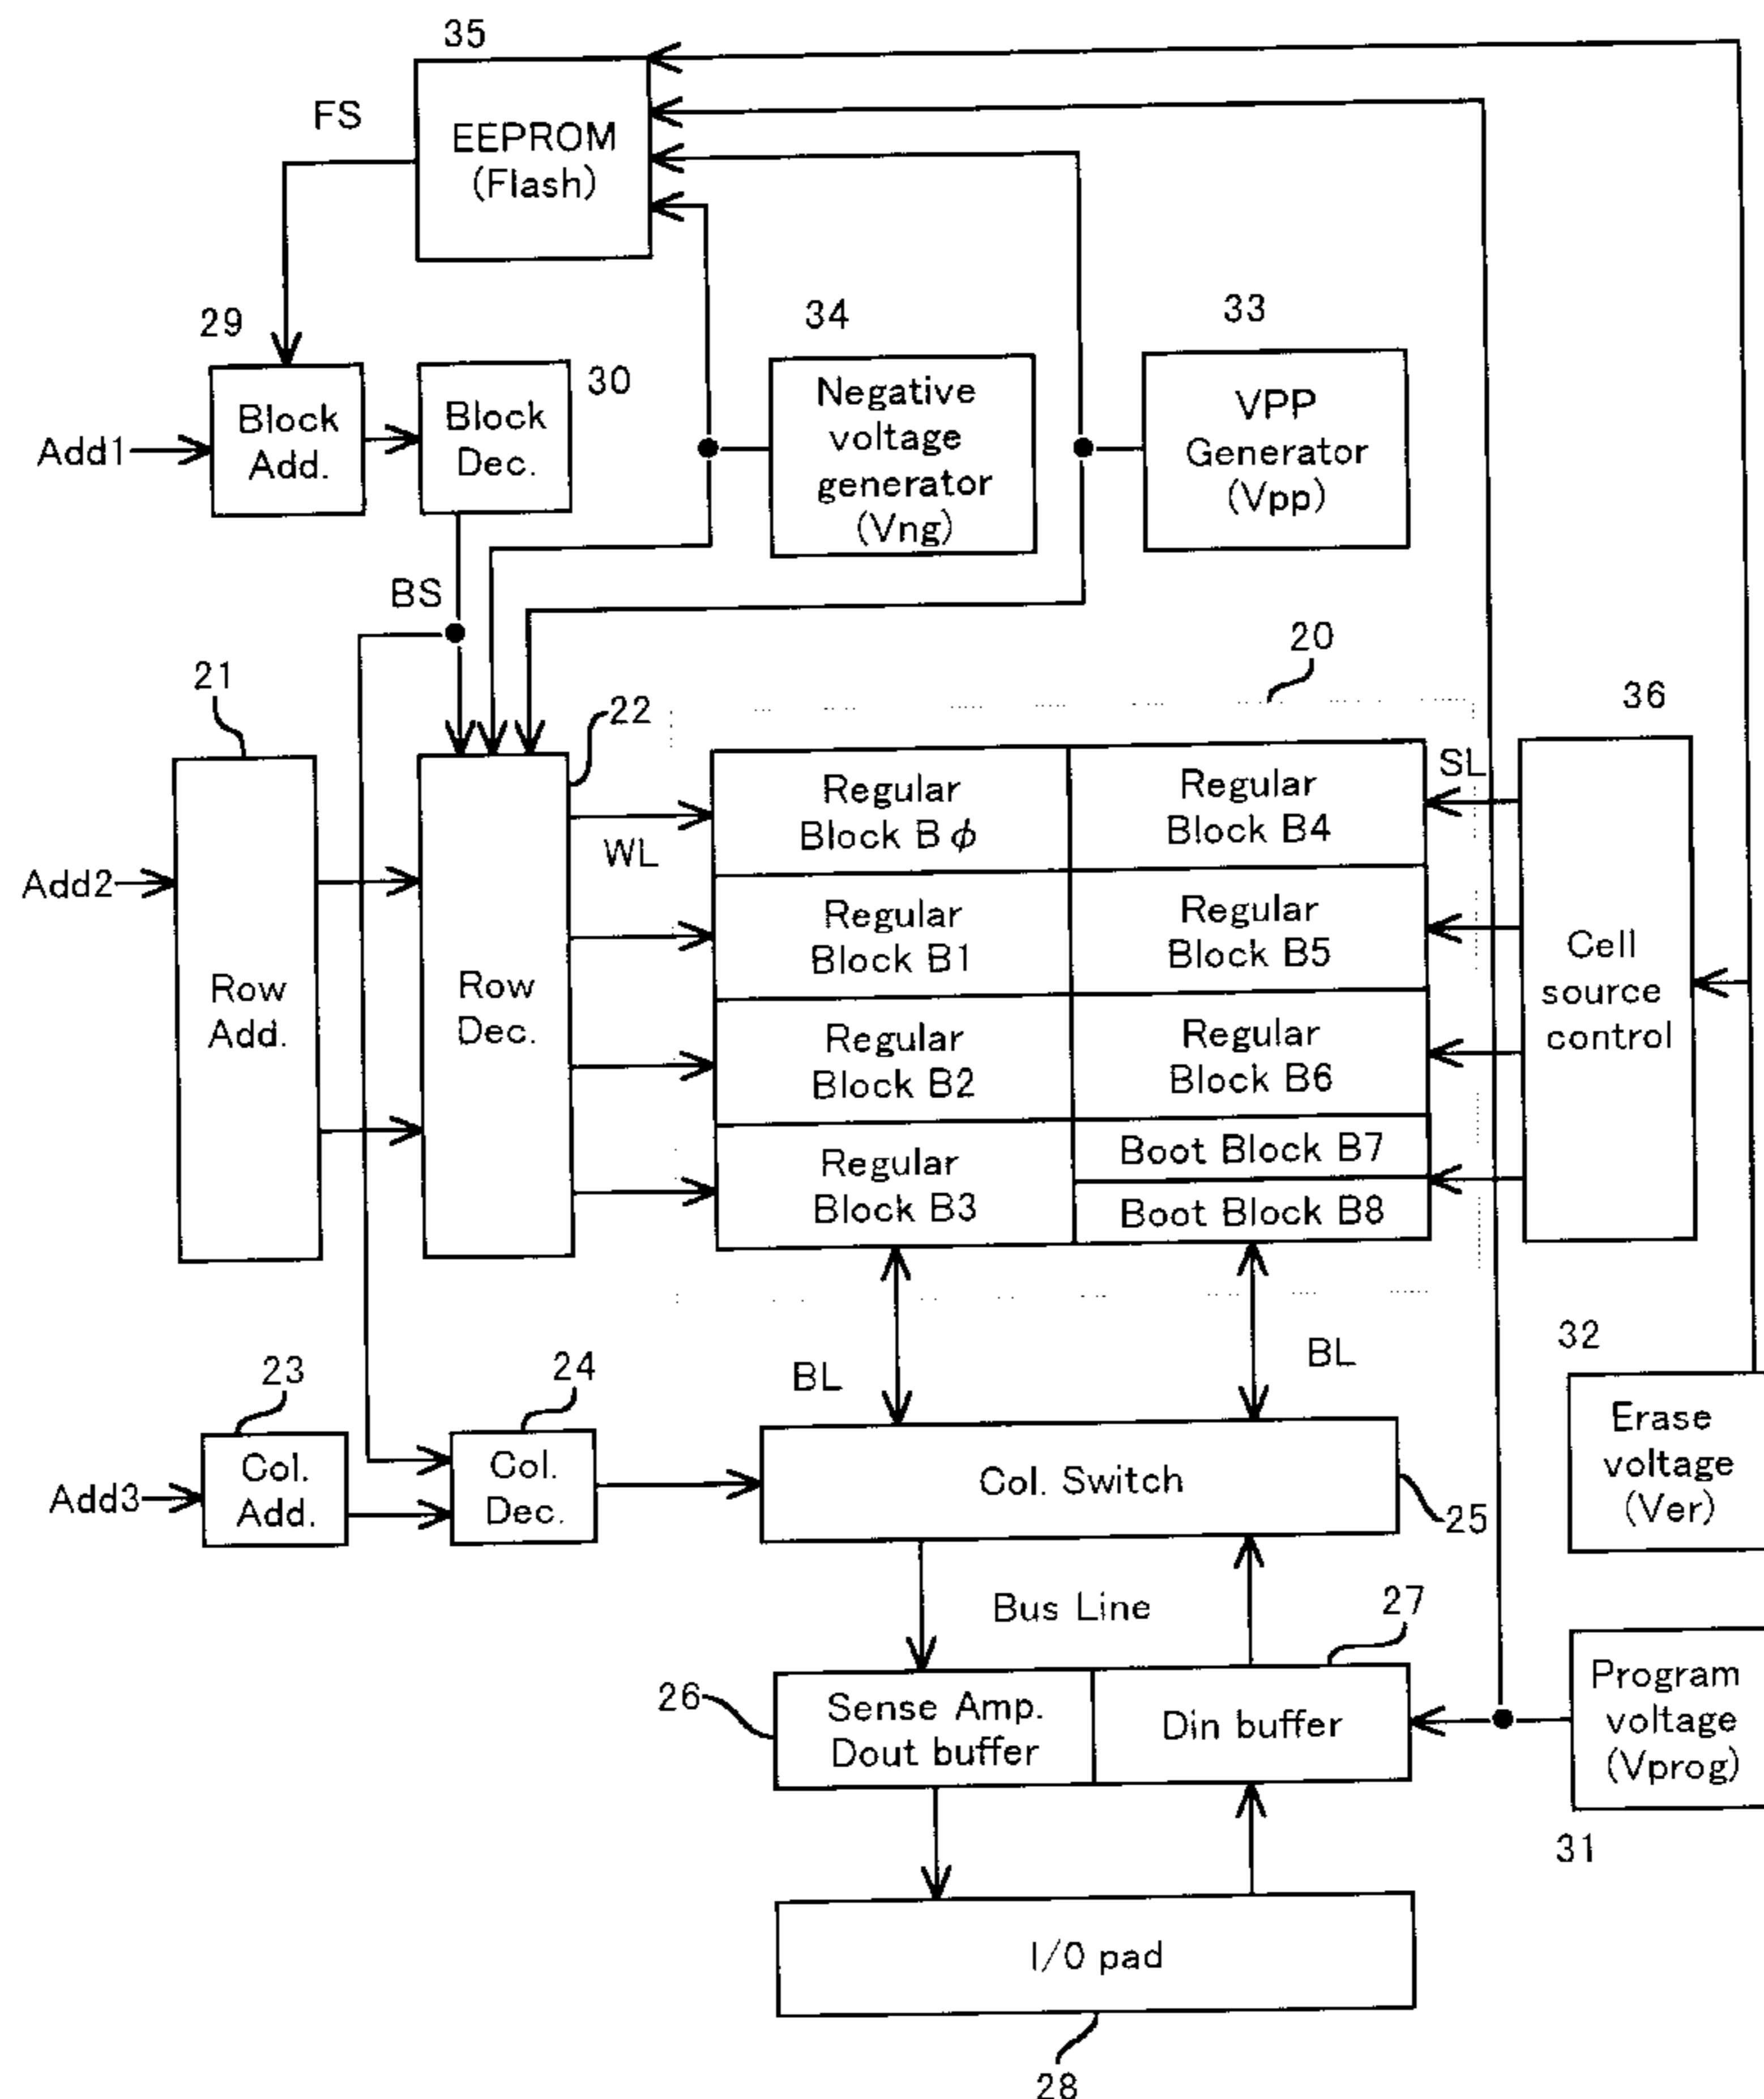 35
FS
EEPROM
(Flash)
29
34
33
Add1
Block
Add.
Block
Dec.
30
Negative
voltage
generator
(Vng)
VPP
Generator
(Vpp)
BS
20
21
22
36
Add2
Row
Add.
Row
Dec.
WL
SL
Regular
Block Bϕ
Regular
Block B4
Regular
Block B1
Regular
Block B5
Regular
Block B2
Regular
Block B6
Regular
Block B3
Boot Block B7
Boot Block B8
Cell
source
control
BL
BL
32
Erase
voltage
(Ver)
23
24
Add3
Col.
Add.
Col.
Dec.
Col. Switch
25
Bus Line
27
26
Sense Amp.
Dout buffer
Din buffer
Program
voltage
(Vprog)
31
I/O pad
28